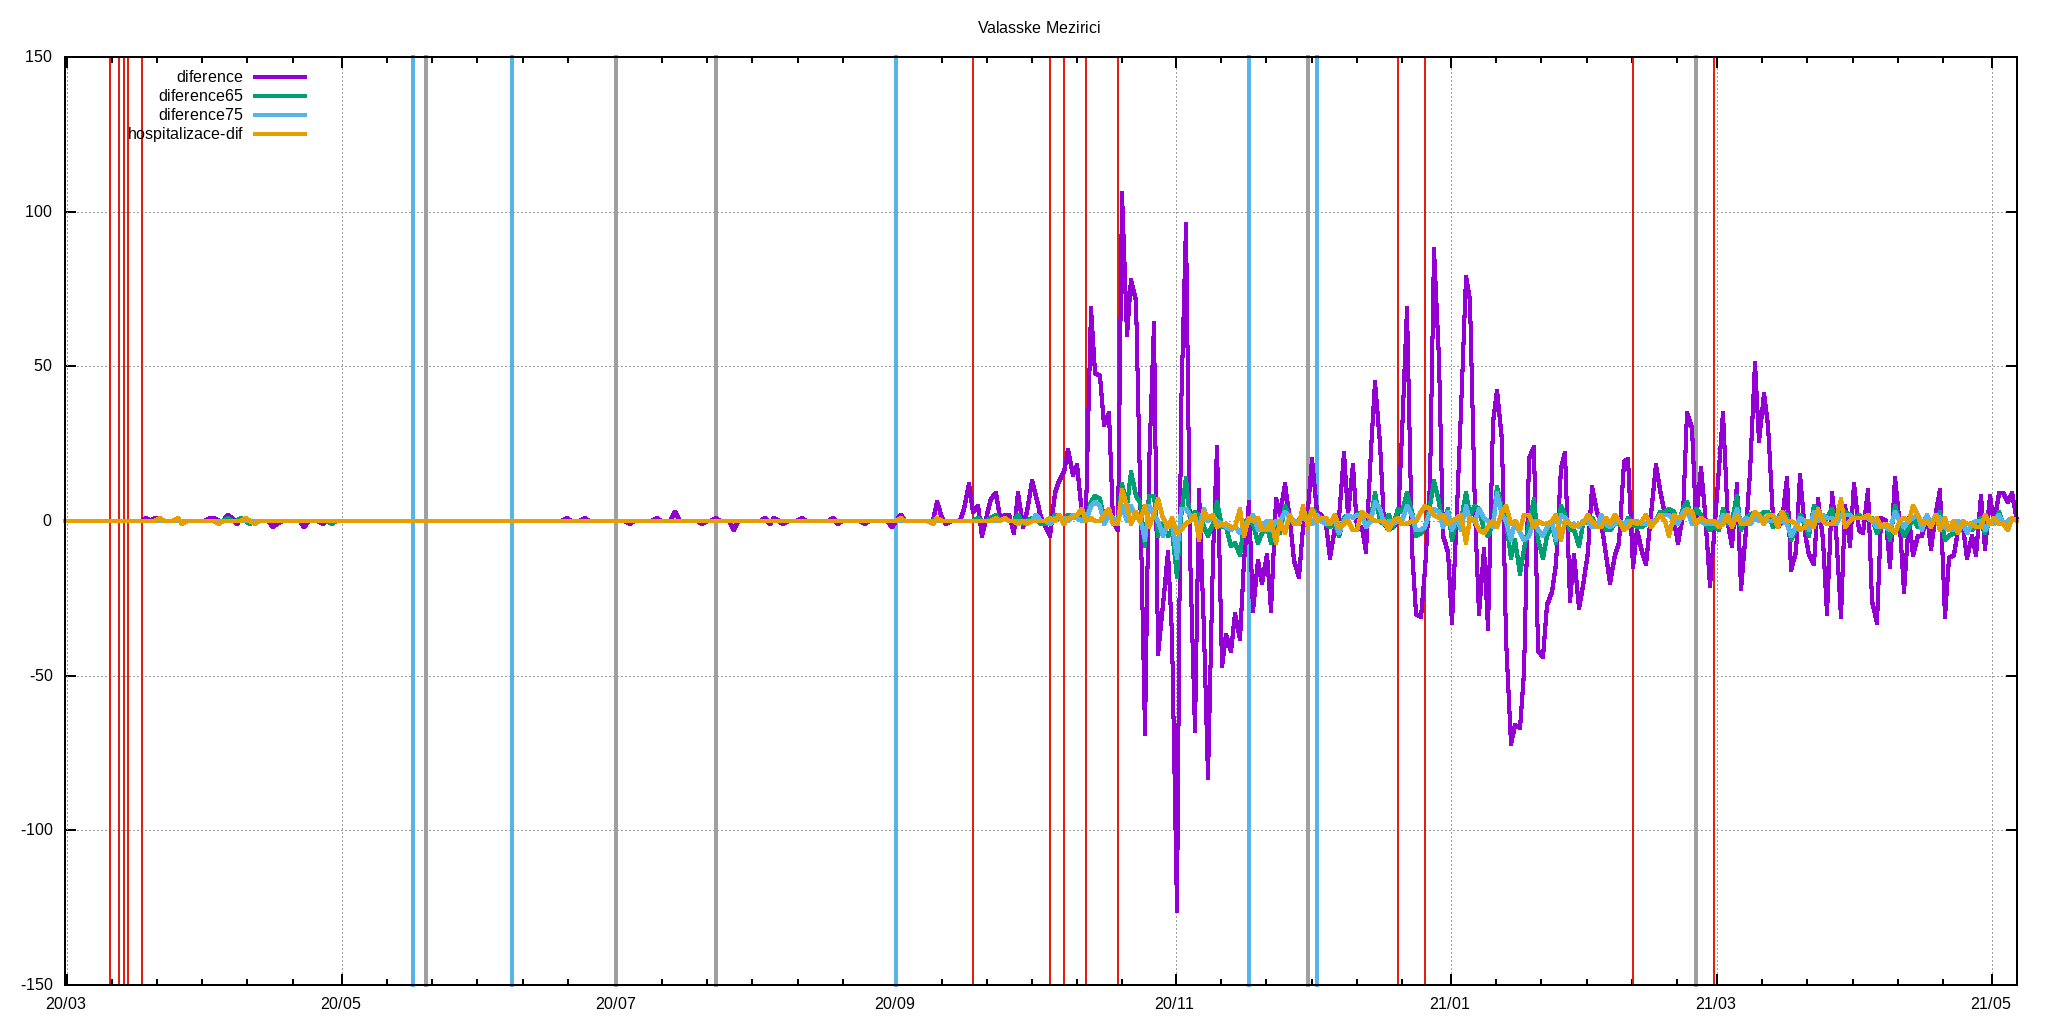 Valasske Mezirici
150
100
50
0
-50
-100
-150
diference
diference65
diference75
hospitalizace-dif
20/03 20/05 20/07 20/09 20/11 21/01 21/03 21/05